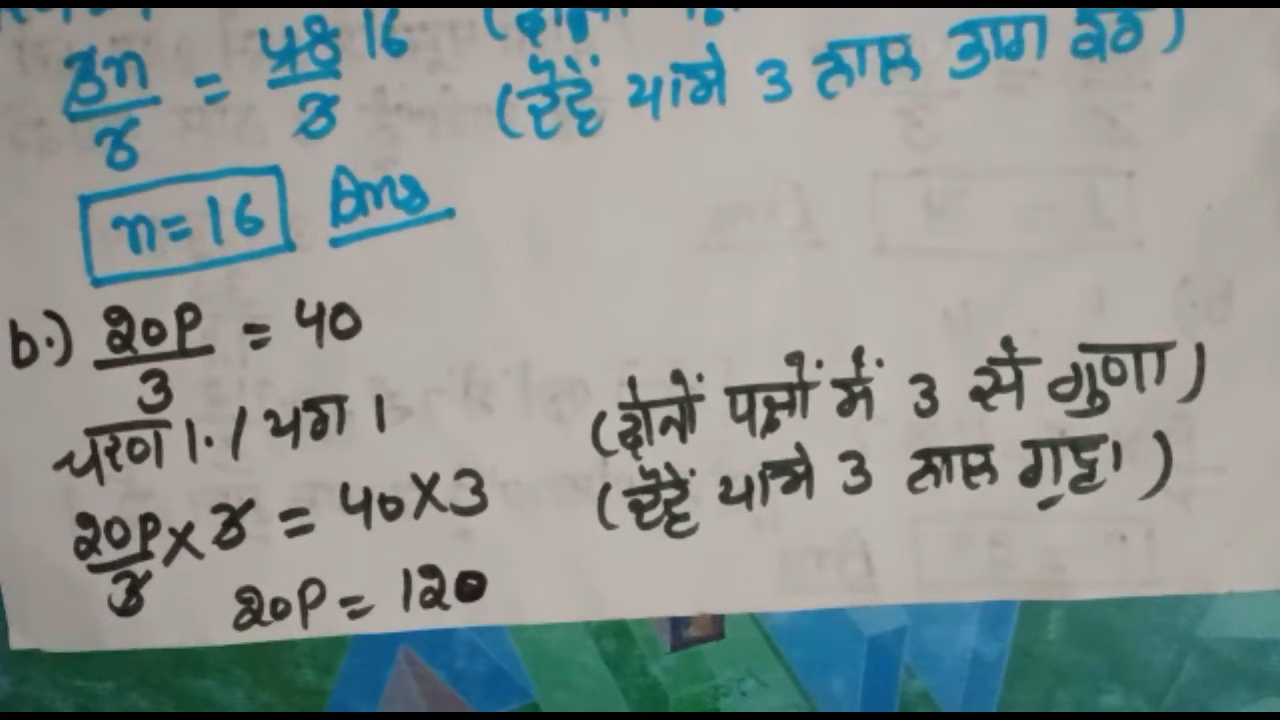 3n/3 = 48 16/3 (ਦੋਵੇਂ ਪਾਸੇ 3 ਨਾਲ ਭਾਗ ਕਰੋ)
n=16 Ans
b.) 20P/3 = 40
चरण 1. / ਪਗ 1 (दोनों पक्षों में 3 से गुणा)
20P/3 × 3 = 40×3 (ਦੋਵੇਂ ਪਾਸੇ 3 ਨਾਲ ਗੁਣਾ)
20P = 120